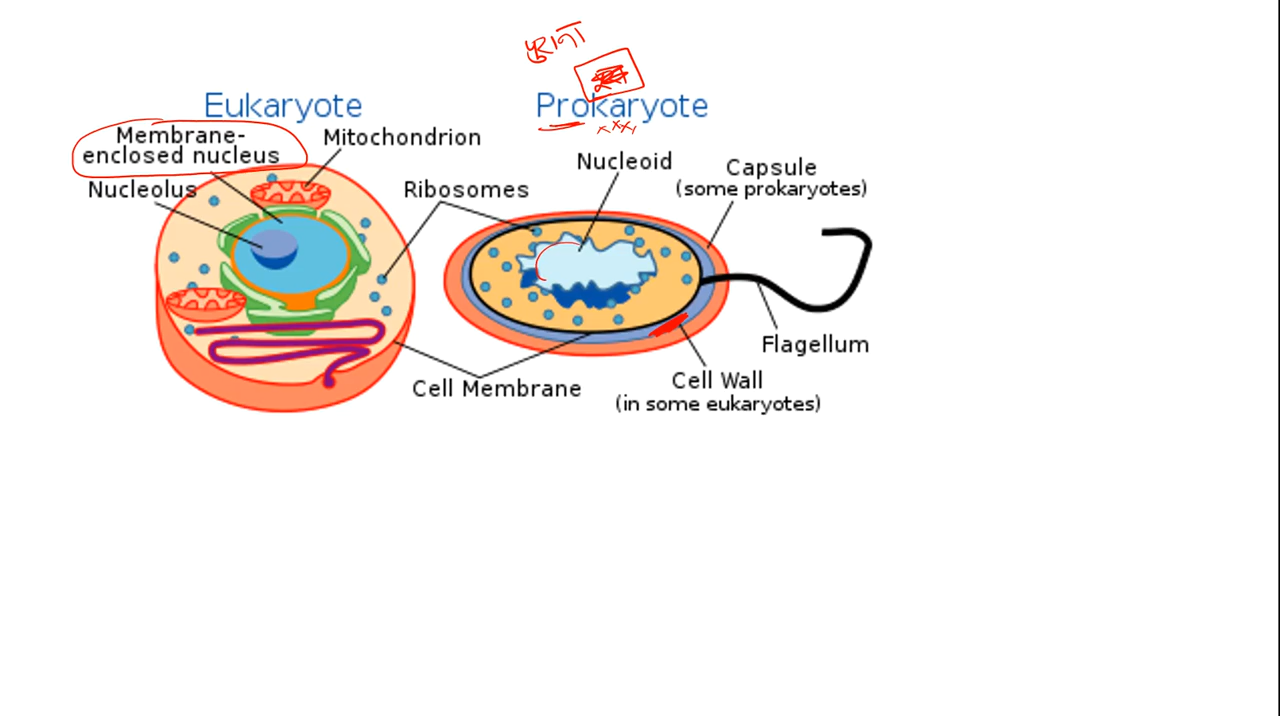 Eukaryote
Prokaryote
Membrane-
enclosed nucleus
Mitochondrion
Nucleolus
Ribosomes
Nucleoid
Capsule
(some prokaryotes)
Flagellum
Cell Membrane
Cell Wall
(in some eukaryotes)